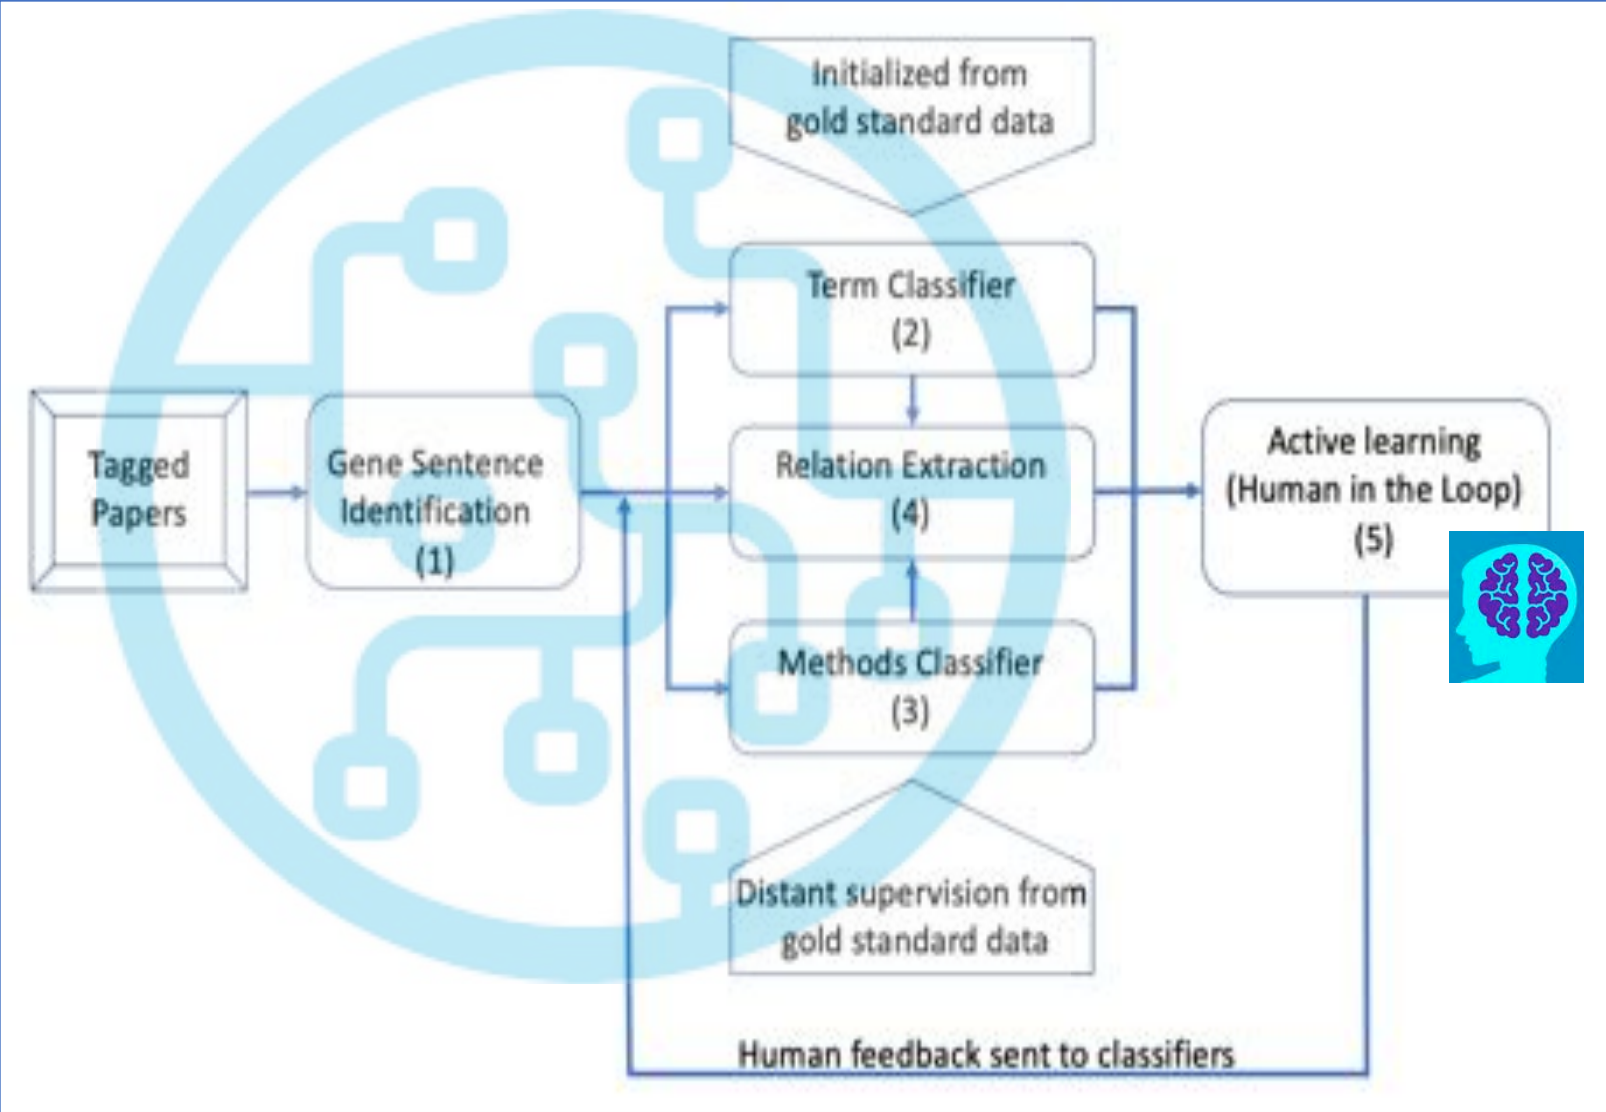 Initialized from
gold standard data
Term Classifier
(2)
Tagged
Papers
Gene Sentence
Identification
(1)
Relation Extraction
(4)
Active learning
(Human in the Loop)
(5)
Methods Classifier
(3)
Distant supervision from
gold standard data
Human feedback sent to classifiers